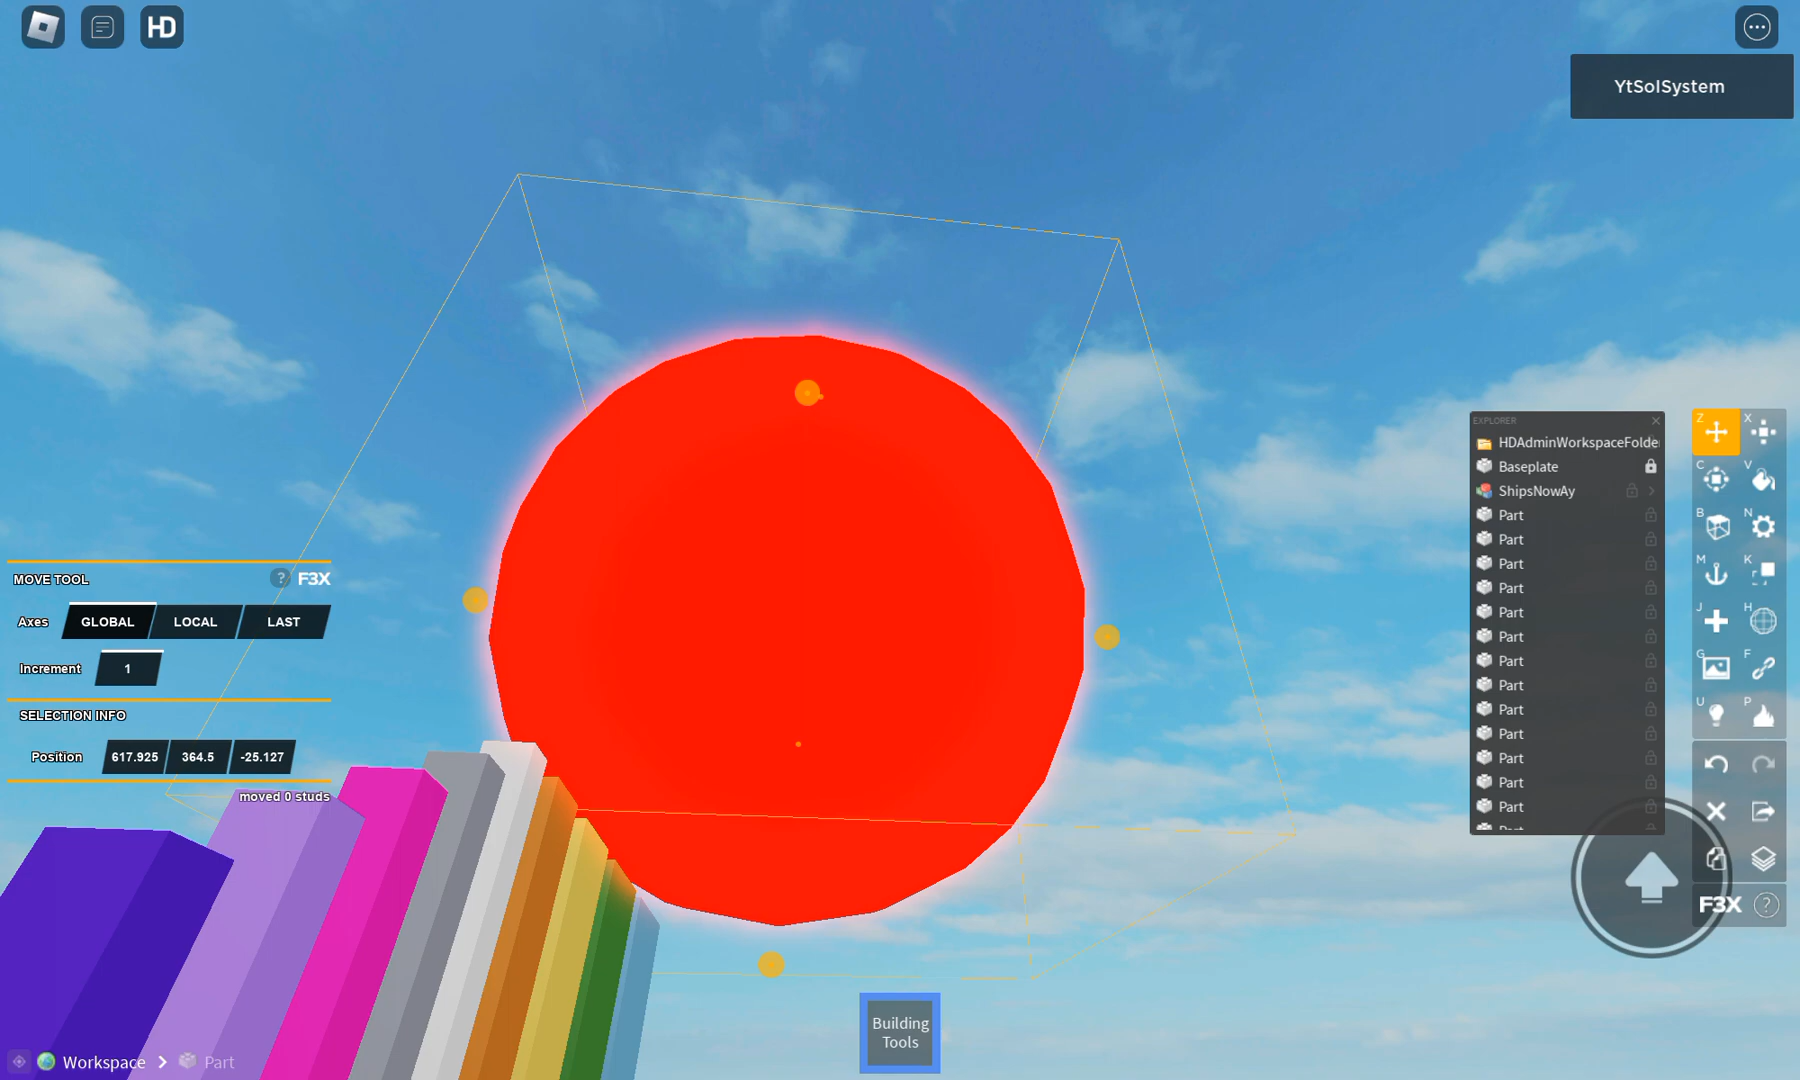 HD
YtSolSystem
MOVE TOOL
? F3X
Axes GLOBAL LOCAL LAST
Increment 1
SELECTION INFO
Position 617.925 364.5 -25.127
moved 0 studs
Workspace > Part
Building
Tools
EXPLORER
HDAdminWorkspaceFolde
Baseplate
ShipsNowAy
Part
Part
Part
Part
Part
Part
Part
Part
Part
Part
Part
Part
Part
Z X
C V
B N
M K
J H
G F
U P
F3X ?